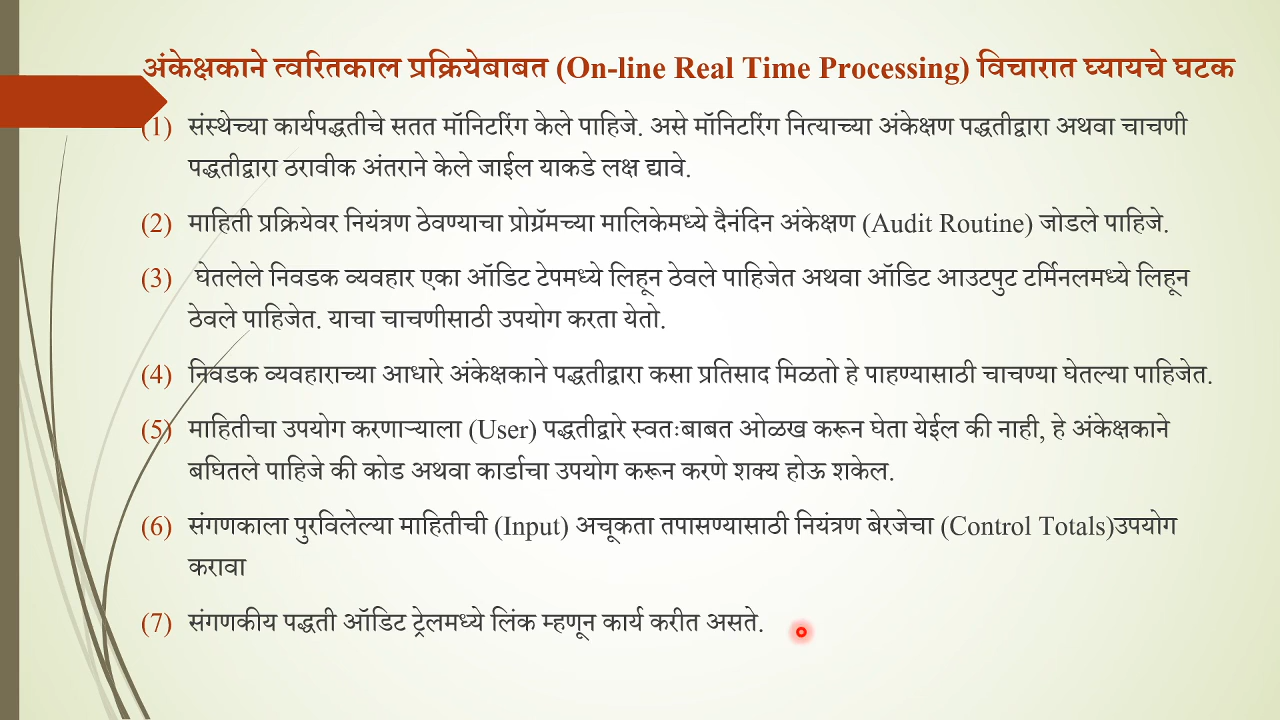 अंकेक्षकाने त्वरितकाल प्रक्रियेबाबत (On-line Real Time Processing) विचारात घ्यायचे घटक
(1) संस्थेच्या कार्यपद्धतीचे सतत मॉनिटरिंग केले पाहिजे. असे मॉनिटरिंग नित्याच्या अंकेक्षण पद्धतीद्वारा अथवा चाचणी
पद्धतीद्वारा ठरावीक अंतराने केले जाईल याकडे लक्ष द्यावे.
(2) माहिती प्रक्रियेवर नियंत्रण ठेवण्याचा प्रोग्रॅमच्या मालिकेमध्ये दैनंदिन अंकेक्षण (Audit Routine) जोडले पाहिजे.
(3) घेतलेले निवडक व्यवहार एका ऑडिट टेपमध्ये लिहून ठेवले पाहिजेत अथवा ऑडिट आउटपुट टर्मिनलमध्ये लिहून
ठेवले पाहिजेत. याचा चाचणीसाठी उपयोग करता येतो.
(4) निवडक व्यवहाराच्या आधारे अंकेक्षकाने पद्धतीद्वारा कसा प्रतिसाद मिळतो हे पाहण्यासाठी चाचण्या घेतल्या पाहिजेत.
(5) माहितीचा उपयोग करणाऱ्याला (User) पद्धतीद्वारे स्वतःबाबत ओळख करून घेता येईल की नाही, हे अंकेक्षकाने
बघितले पाहिजे की कोड अथवा कार्डाचा उपयोग करून करणे शक्य होऊ शकेल.
(6) संगणकाला पुरविलेल्या माहितीची (Input) अचूकता तपासण्यासाठी नियंत्रण बेरजेचा (Control Totals)उपयोग
करावा
(7) संगणकीय पद्धती ऑडिट ट्रेलमध्ये लिंक म्हणून कार्य करीत असते.